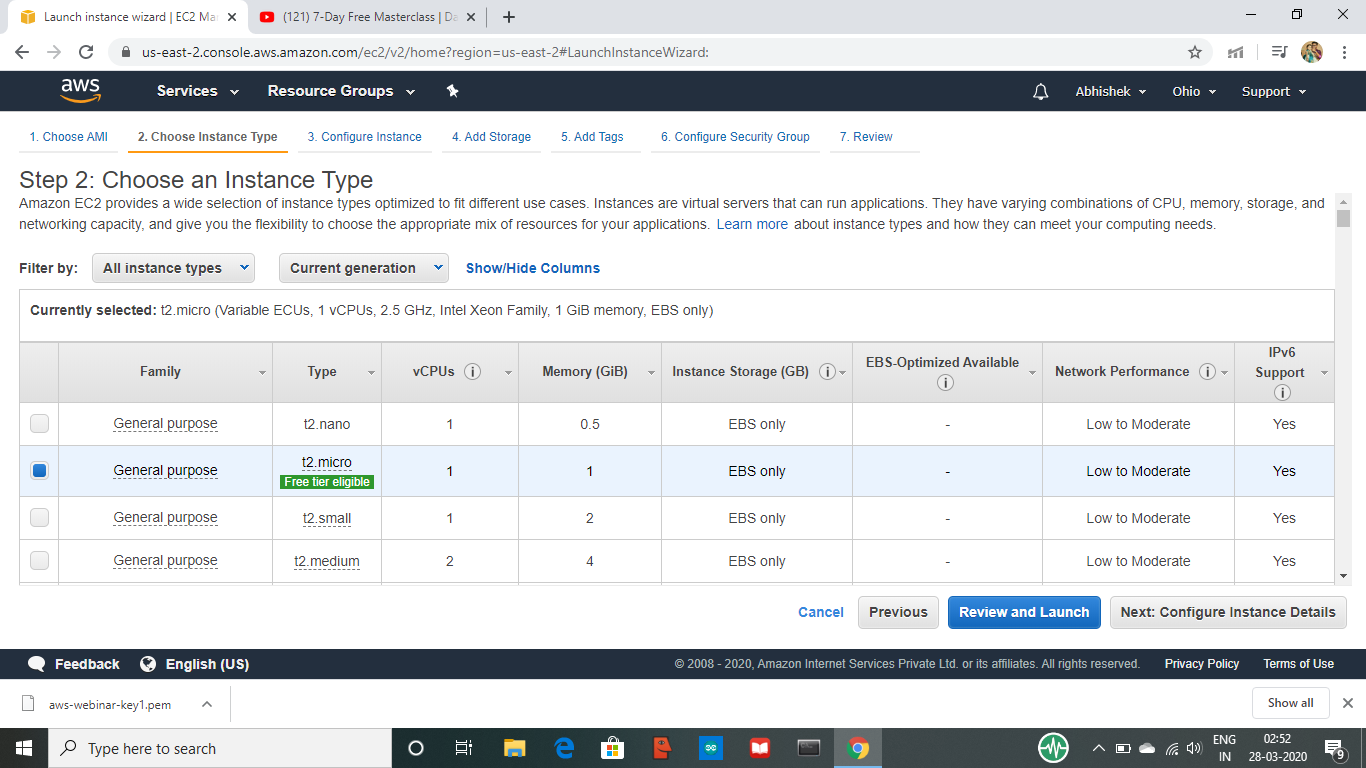 Launch instance wizard | EC2 Ma
(121) 7-Day Free Masterclass | Da
us-east-2.console.aws.amazon.com/ec2/v2/home?region=us-east-2#LaunchInstanceWizard:
aws
Services
Resource Groups
Abhishek
Ohio
Support
1. Choose AMI
2. Choose Instance Type
3. Configure Instance
4. Add Storage
5. Add Tags
6. Configure Security Group
7. Review
Step 2: Choose an Instance Type
Amazon EC2 provides a wide selection of instance types optimized to fit different use cases. Instances are virtual servers that can run applications. They have varying combinations of CPU, memory, storage, and
networking capacity, and give you the flexibility to choose the appropriate mix of resources for your applications. Learn more about instance types and how they can meet your computing needs.
Filter by: All instance types Current generation Show/Hide Columns
Currently selected: t2.micro (Variable ECUs, 1 vCPUs, 2.5 GHz, Intel Xeon Family, 1 GiB memory, EBS only)
Family Type vCPUs Memory (GiB) Instance Storage (GB) EBS-Optimized Available Network Performance IPv6 Support
General purpose t2.nano 1 0.5 EBS only - Low to Moderate Yes
General purpose t2.micro Free tier eligible 1 1 EBS only - Low to Moderate Yes
General purpose t2.small 1 2 EBS only - Low to Moderate Yes
General purpose t2.medium 2 4 EBS only - Low to Moderate Yes
Cancel Previous Review and Launch Next: Configure Instance Details
Feedback English (US) © 2008 - 2020, Amazon Internet Services Private Ltd. or its affiliates. All rights reserved. Privacy Policy Terms of Use
aws-webinar-key1.pem Show all
Type here to search
ENG
IN
02:52
28-03-2020
9